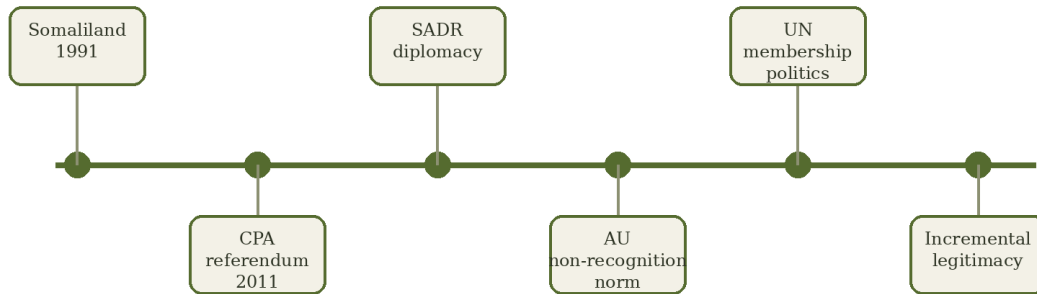 Somaliland
1991
CPA
referendum
2011
SADR
diplomacy
AU
non-recognition
norm
UN
membership
politics
Incremental
legitimacy